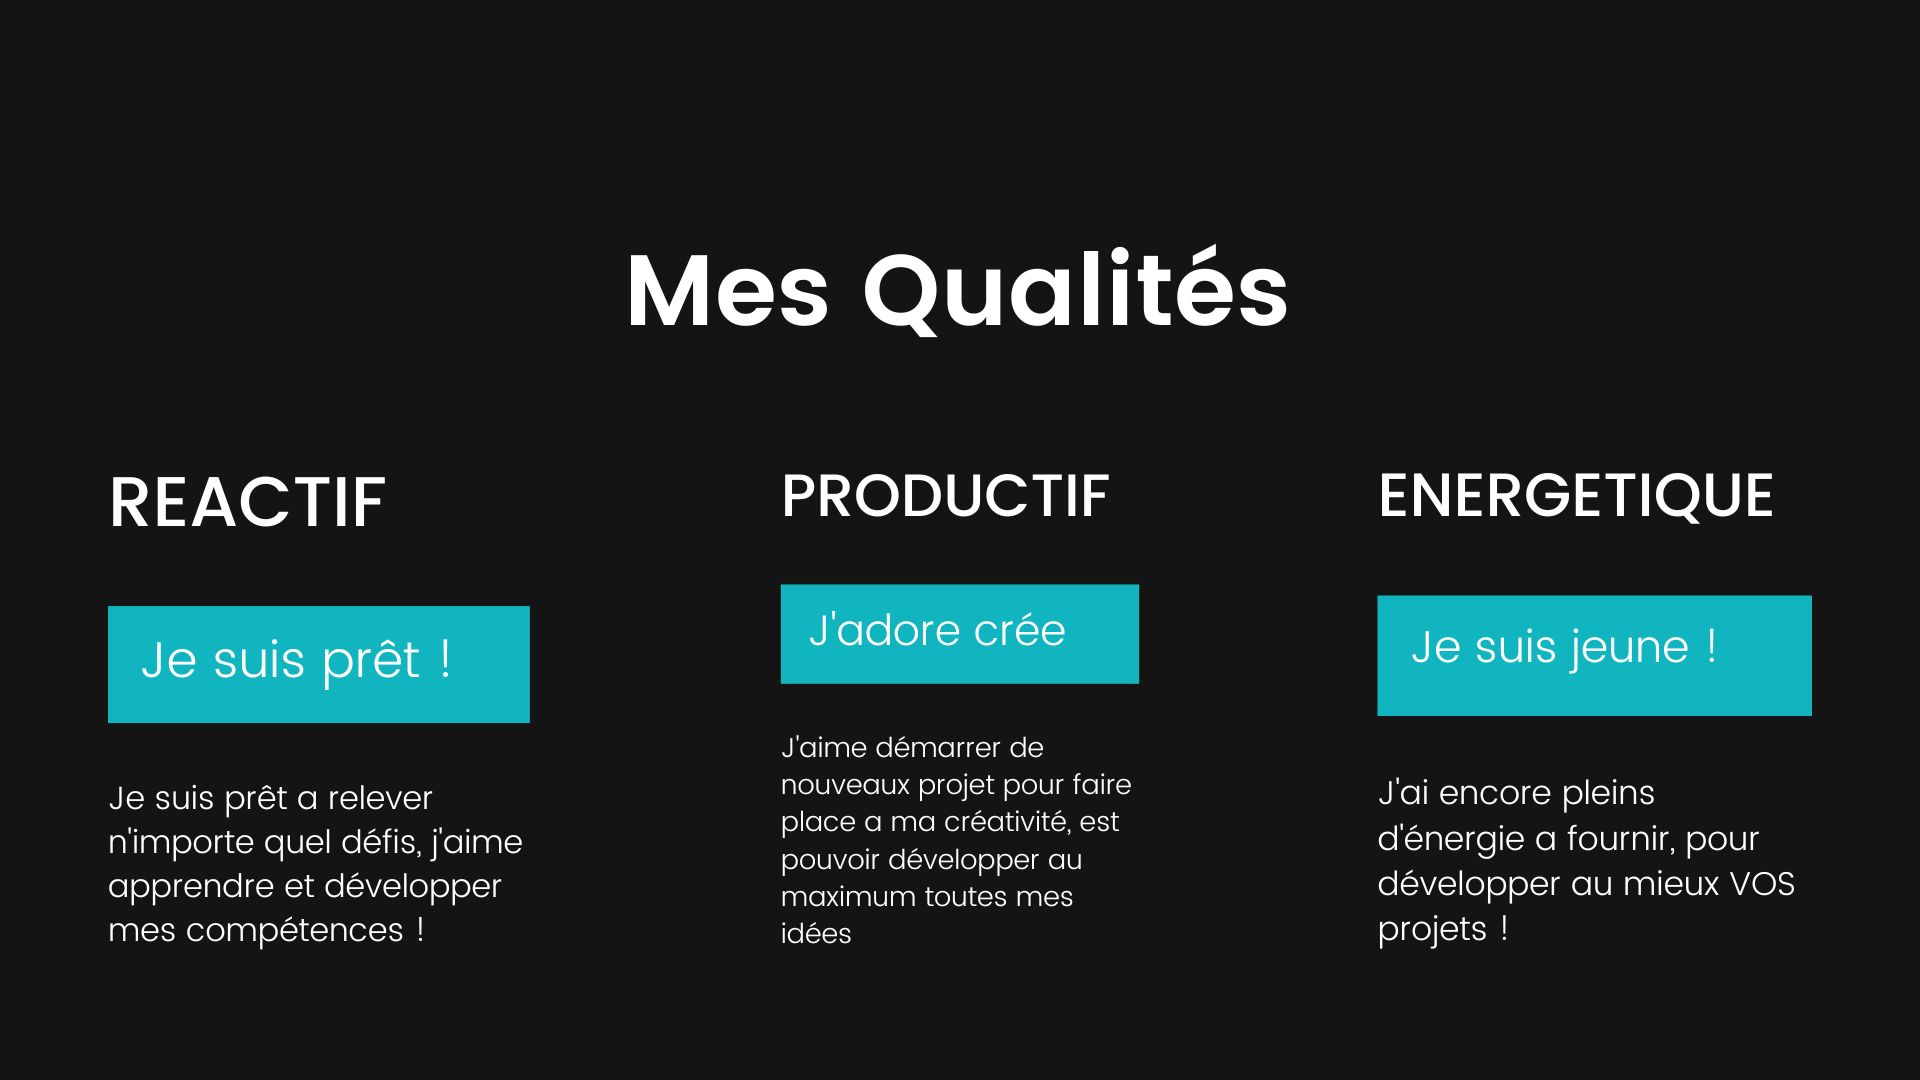 Mes Qualités
REACTIF
Je suis prêt !
Je suis prêt a relever
n'importe quel défis, j'aime
apprendre et développer
mes compétences !
PRODUCTIF
J'adore crée
J'aime démarrer de
nouveaux projet pour faire
place a ma créativité, est
pouvoir développer au
maximum toutes mes
idées
ENERGETIQUE
Je suis jeune !
J'ai encore pleins
d'énergie a fournir, pour
développer au mieux VOS
projets !